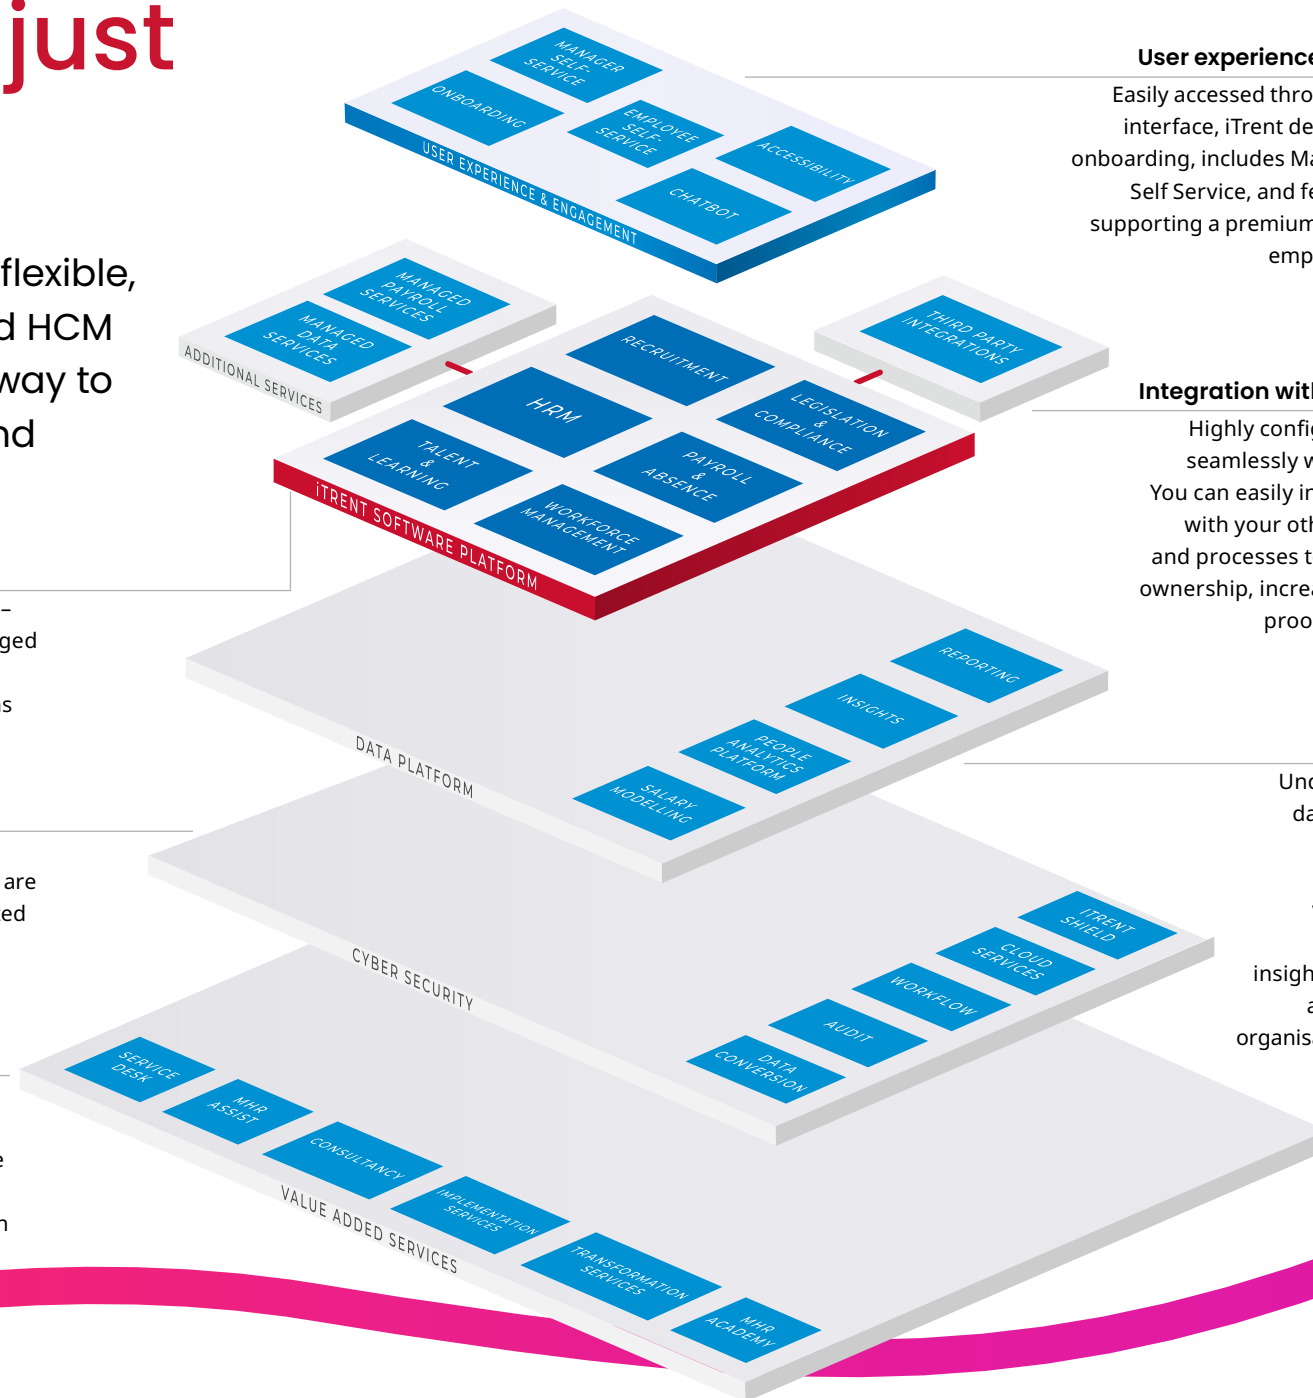 just
flexible,
d HCM
way to
nd
MANAGER
SELF-
SERVICE
ONBOARDING
EMPLOYEE
SELF-
SERVICE
ACCESSIBILITY
CHATBOT
USER EXPERIENCE & ENGAGEMENT
User experience
Easily accessed thro
interface, iTrent de
onboarding, includes Ma
Self Service, and fe
supporting a premium
emp
MANAGED
PAYROLL
SERVICES
MANAGED
DATA
SERVICES
ADDITIONAL SERVICES
THIRD PARTY
INTEGRATIONS
RECRUITMENT
LEGISLATION
&
COMPLIANCE
HRM
PAYROLL
&
ABSENCE
TALENT
&
LEARNING
WORKFORCE
MANAGEMENT
iTRENT SOFTWARE PLATFORM
Integration with
Highly config
seamlessly w
You can easily in
with your oth
and processes to
ownership, increa
proo
–
ged
s
REPORTING
INSIGHTS
PEOPLE
ANALYTICS
PLATFORM
SALARY
MODELLING
DATA PLATFORM
Und
da
insigh
a
organisa
are
ed
ITRENT
SHIELD
CLOUD
SERVICES
WORKFLOW
AUDIT
DATA
CONVERSION
CYBER SECURITY
e
n
SERVICE
DESK
MHR
ASSIST
CONSULTANCY
IMPLEMENTATION
SERVICES
TRANSFORMATION
SERVICES
MHR
ACADEMY
VALUE ADDED SERVICES